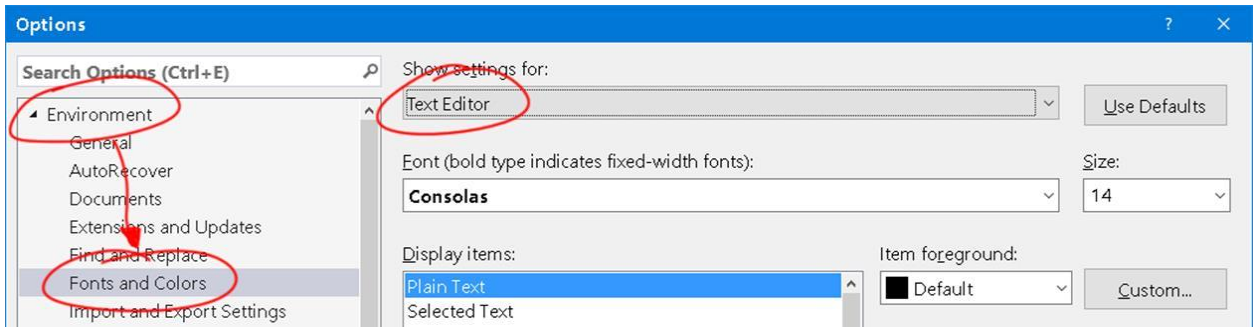 Options
? ×
Search Options (Ctrl+E)
Environment
General
AutoRecover
Documents
Extensions and Updates
Find and Replace
Fonts and Colors
Import and Export Settings
Show settings for:
Text Editor
Use Defaults
Font (bold type indicates fixed-width fonts):
Size:
Consolas
14
Display items:
Item foreground:
Plain Text
Selected Text
Default
Custom...